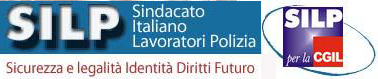 SILP
Sindacato
Italiano
Lavoratori Polizia
Sicurezza e legalità Identità Diritti Futuro
SILP
per la CGIL